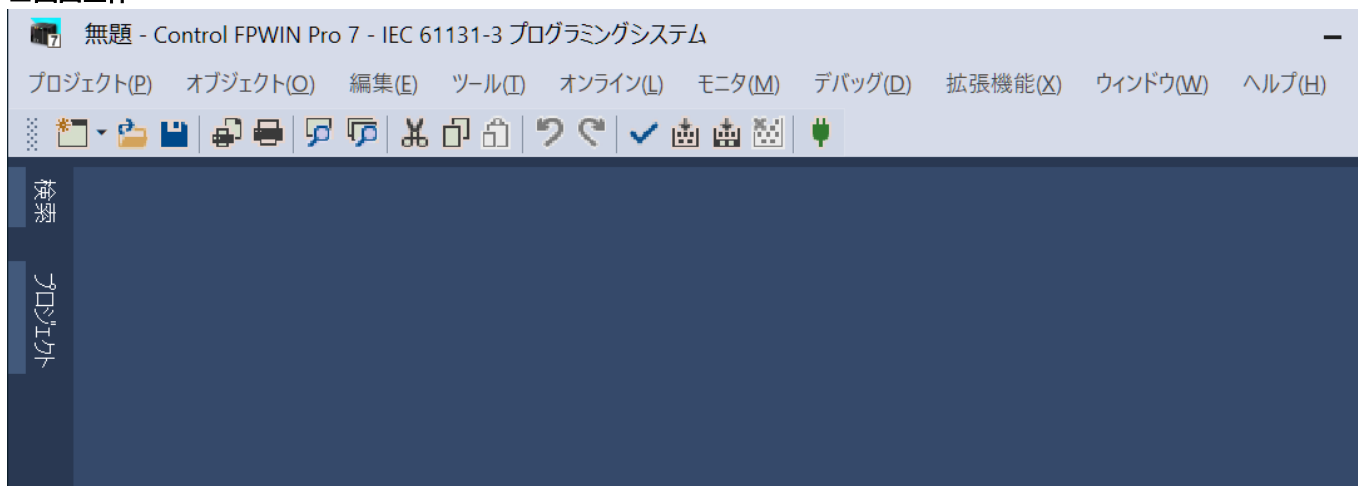 無題 - Control FPWIN Pro 7 - IEC 61131-3 プログラミングシステム
プロジェクト(P) オブジェクト(O) 編集(E) ツール(T) オンライン(L) モニタ(M) デバッグ(D) 拡張機能(X) ウィンドウ(W) ヘルプ(H)
検索
プロジェクト